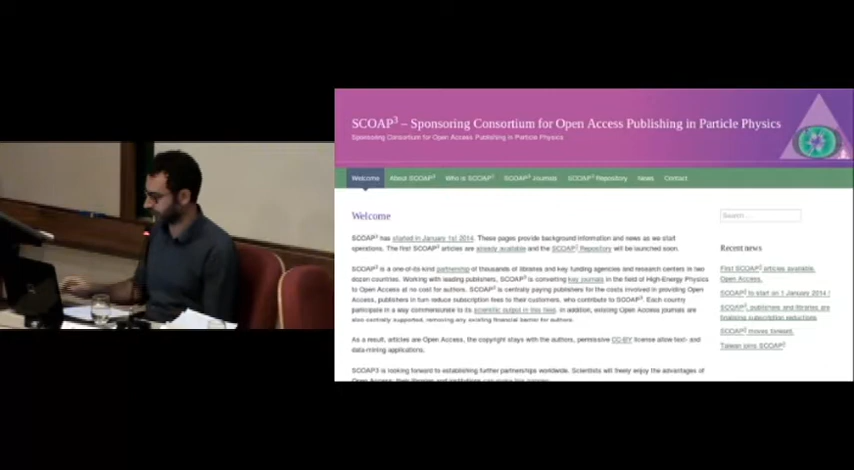 SCOAP³ – Sponsoring Consortium for Open Access Publishing in Particle Physics
Sponsoring Consortium for Open Access Publishing in Particle Physics
Welcome About SCOAP³ Who is SCOAP³ SCOAP³ Journals SCOAP³ Repository News Contact
Welcome
SCOAP³ has started in January 1st 2014. These pages provide background information and news as we start
operations. The first SCOAP³ articles are already available and the SCOAP³ Repository will be launched soon.
SCOAP³ is a one-of-its-kind partnership of thousands of libraries and key funding agencies and research centers in two
dozen countries. Working with leading publishers, SCOAP³ is converting key journals in the field of High-Energy Physics
to Open Access at no cost for authors. SCOAP³ is centrally paying publishers for the costs involved in providing Open
Access, publishers in turn reduce subscription fees to their customers, who contribute to SCOAP³. Each country
participate in a way commensurate to its scientific output in this field. In addition, existing Open Access journals are
also centrally supported, removing any existing financial barrier for authors.
As a result, articles are Open Access, the copyright stays with the authors, permissive CC-BY license allow text- and
data-mining applications.
SCOAP3 is looking forward to establishing further partnerships worldwide. Scientists will freely enjoy the advantages of
Open Access; their libraries and institutions can
Search ...
Recent news
First SCOAP³ articles available,
Open Access.
SCOAP³ to start on 1 January 2014 !
SCOAP³, publishers and libraries are
finalising subscription reductions
SCOAP³ moves forward.
Taiwan joins SCOAP³